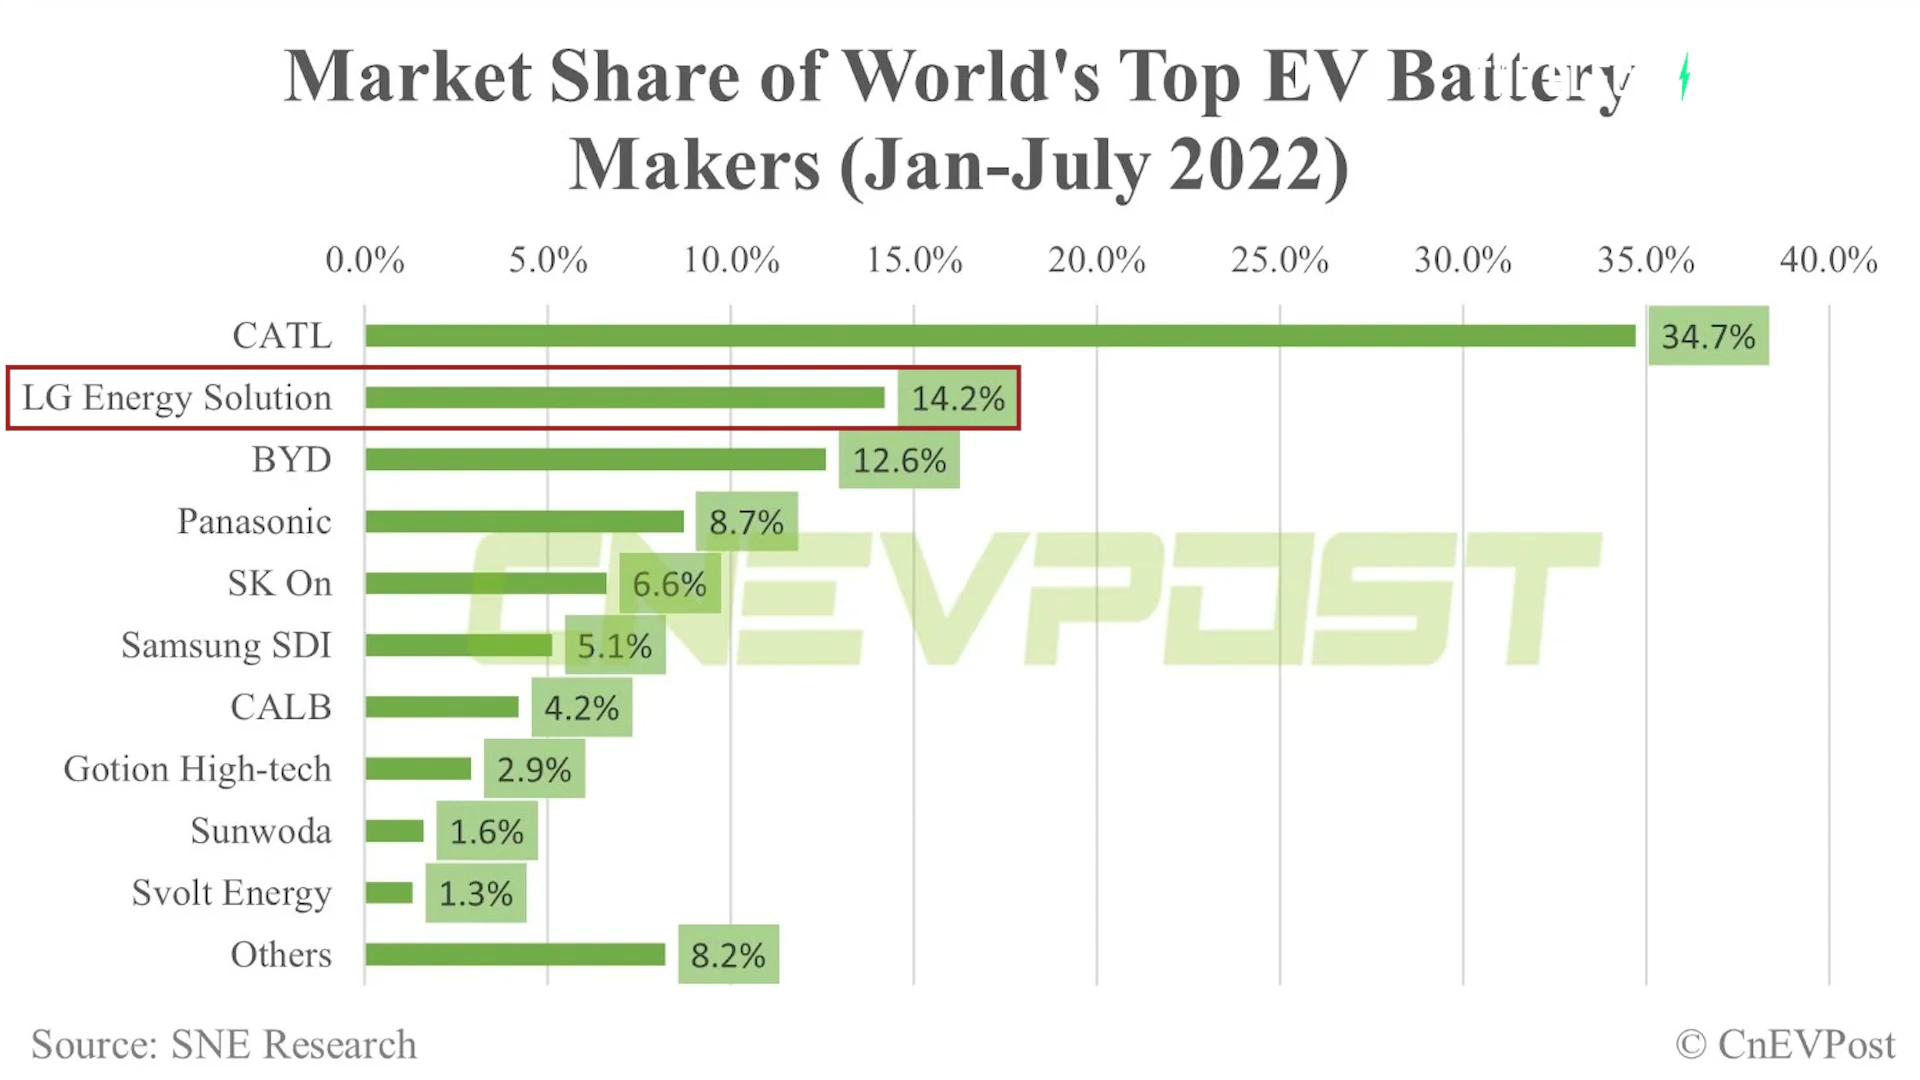 Market Share of World's Top EV Battery
Makers (Jan-July 2022)
0.0% 5.0% 10.0% 15.0% 20.0% 25.0% 30.0% 35.0% 40.0%
CATL 34.7%
LG Energy Solution 14.2%
BYD 12.6%
Panasonic 8.7%
SK On 6.6%
Samsung SDI 5.1%
CALB 4.2%
Gotion High-tech 2.9%
Sunwoda 1.6%
Svolt Energy 1.3%
Others 8.2%
CNEVPOST
Source: SNE Research
© CnEVPost